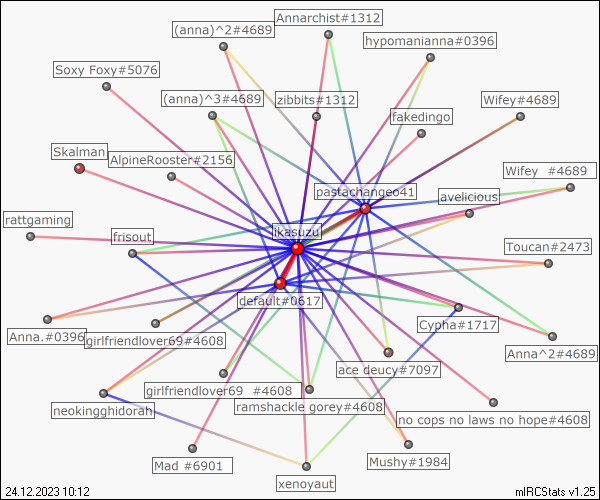 Annarchist#1312
(anna)^2#4689
hypomanianna#0396
Soxy Foxy#5076
(anna)^3#4689
zibbits#1312
Wifey#4689
fakedingo
Skalman
AlpineRooster#2156
Wifey  #4689
pastachangeo41
avelicious
rattgaming
frisout
ikasuzu
Toucan#2473
default#0617
Anna.#0396
girlfriendlover69#4608
Cypha#1717
Anna^2#4689
ace deucy#7097
girlfriendlover69  #4608
ramshackle gorey#4608
neokingghidorah
no cops no laws no hope#4608
Mad #6901
Mushy#1984
xenoyaut
24.12.2023 10:12
mIRCStats v1.25